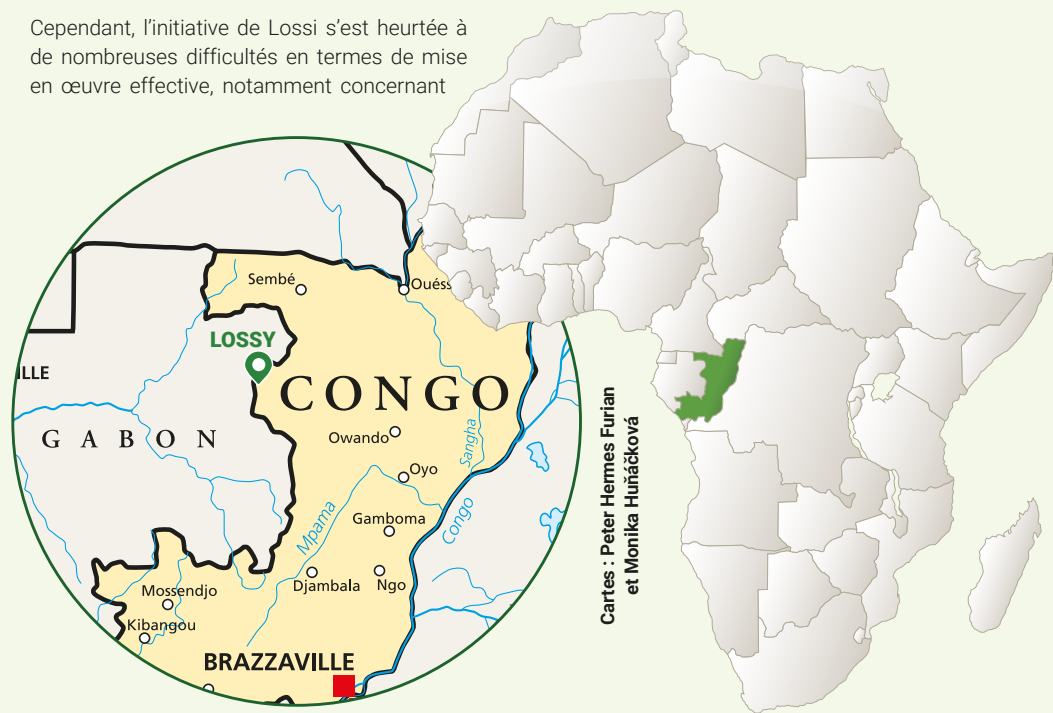 Cependant, l'initiative de Lossi s'est heurtée à
de nombreuses difficultés en termes de mise
en œuvre effective, notamment concernant
Sembé
Ouéss
LOSSY
ILLE
CONGO
GABON
Owando
Sangha
Oyo
Mpama
Gamboma
Congo
Djambala
Ngo
Mossendjo
Kibangou
BRAZZAVILLE
Cartes : Peter Hermes Furian
et Monika Huňáčková